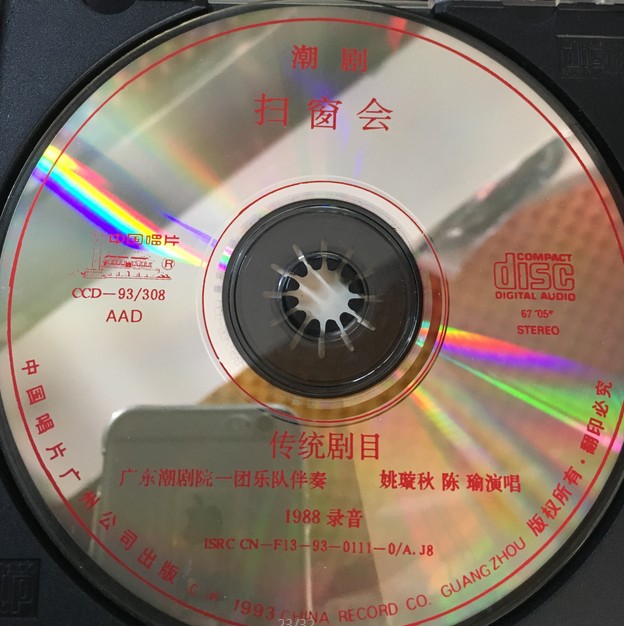 潮剧
扫窗会
中国唱片
®
CCD—93/308
AAD
COMPACT
disc
DIGITAL AUDIO
67'05"
STEREO
传统剧目
广东潮剧院一团乐队伴奏 姚璇秋 陈 瑜演唱
1988 录音
ISRC CN—F13—93—0111—0/A.J8
中国唱片广州公司出版 © ℗ 1993 CHINA RECORD CO. GUANGZHOU 版权所有·翻印必究
23/32